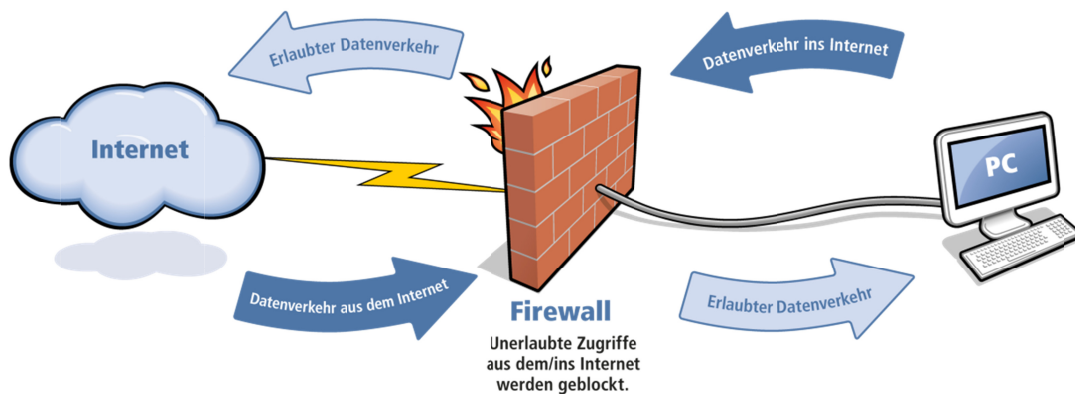 Erlaubter Datenverkehr
Datenverkehr ins Internet
Internet
PC
Datenverkehr aus dem Internet
Erlaubter Datenverkehr
Firewall
Unerlaubte Zugriffe
aus dem/ins Internet
werden geblockt.